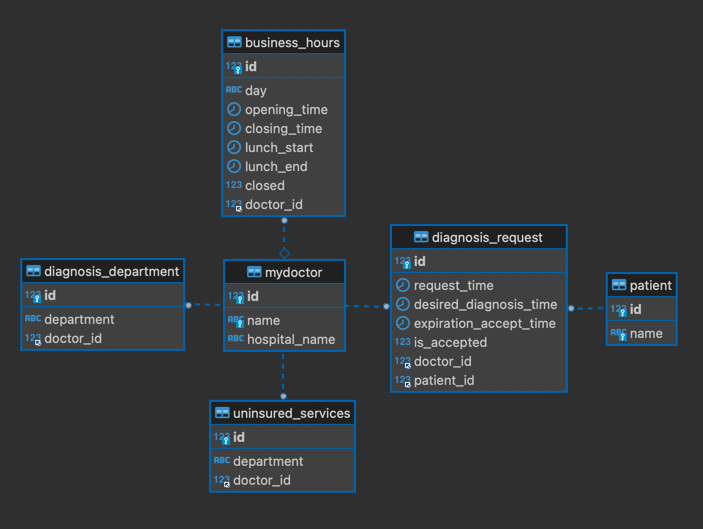 business_hours
123 id
ABC day
opening_time
closing_time
lunch_start
lunch_end
123 closed
123 doctor_id
diagnosis_department
123 id
ABC department
123 doctor_id
mydoctor
123 id
ABC name
ABC hospital_name
diagnosis_request
123 id
request_time
desired_diagnosis_time
expiration_accept_time
123 is_accepted
123 doctor_id
123 patient_id
patient
123 id
ABC name
uninsured_services
123 id
ABC department
123 doctor_id